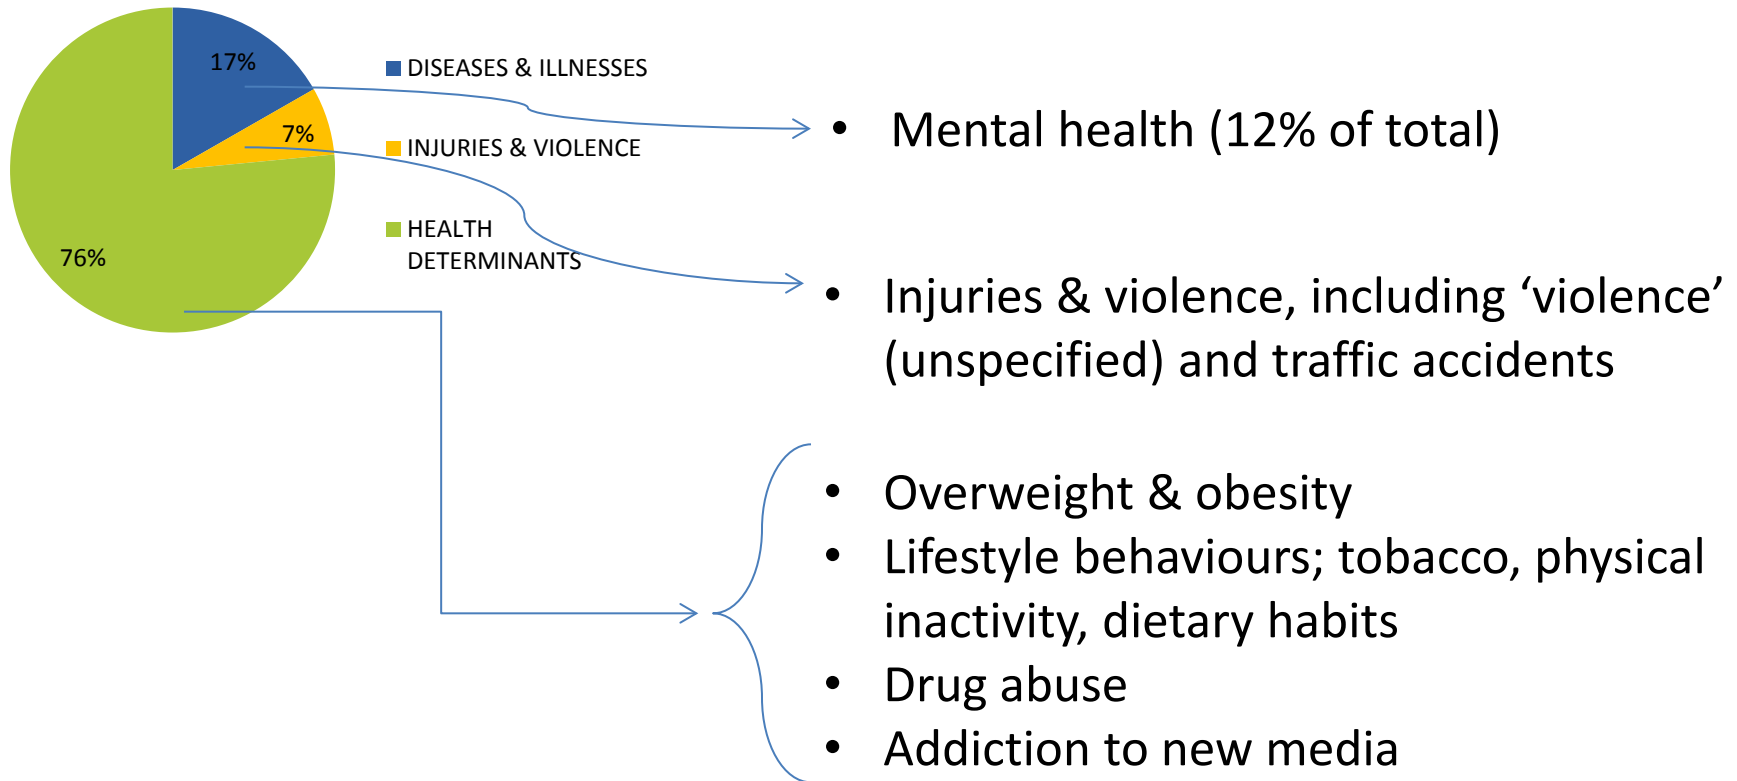 17%
7%
76%
DISEASES & ILLNESSES
INJURIES & VIOLENCE
HEALTH
DETERMINANTS
• Mental health (12% of total)
• Injuries & violence, including ‘violence’
(unspecified) and traffic accidents
• Overweight & obesity
• Lifestyle behaviours; tobacco, physical
inactivity, dietary habits
• Drug abuse
• Addiction to new media